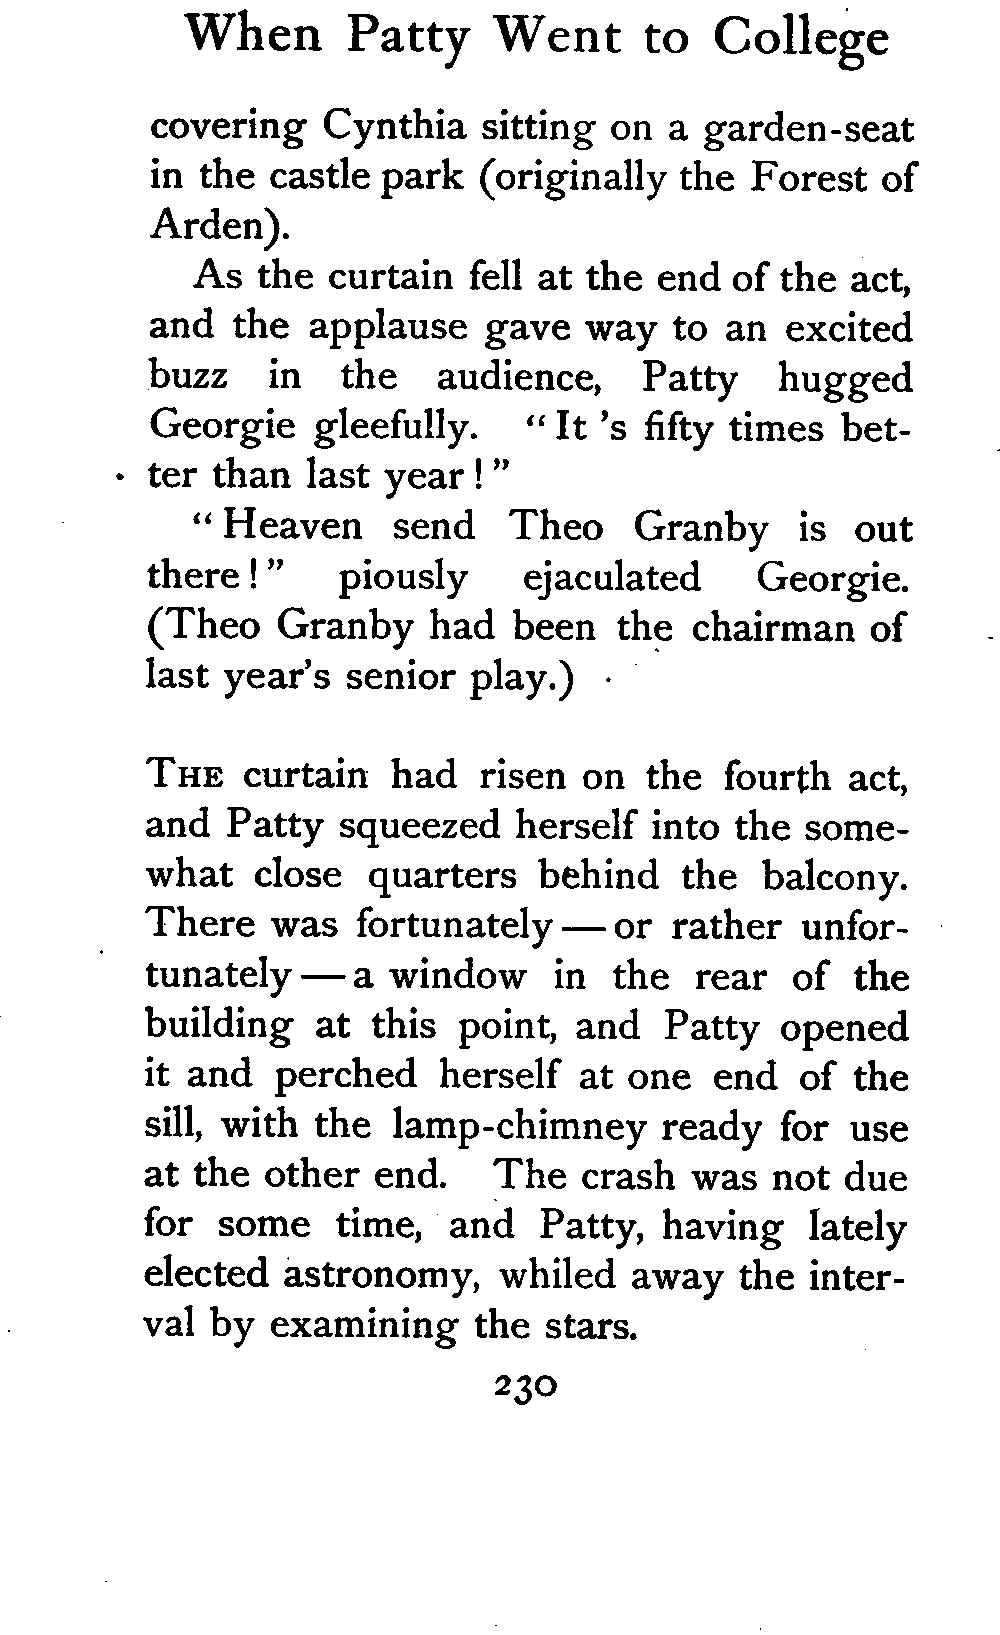 When Patty Went to College
covering Cynthia sitting on a garden-seat
in the castle park (originally the Forest of
Arden).
As the curtain fell at the end of the act,
and the applause gave way to an excited
buzz in the audience, Patty hugged
Georgie gleefully. “It 's fifty times bet-
ter than last year!”
“Heaven send Theo Granby is out
there!” piously ejaculated Georgie.
(Theo Granby had been the chairman of
last year's senior play.)
THE curtain had risen on the fourth act,
and Patty squeezed herself into the some-
what close quarters behind the balcony.
There was fortunately—or rather unfor-
tunately—a window in the rear of the
building at this point, and Patty opened
it and perched herself at one end of the
sill, with the lamp-chimney ready for use
at the other end. The crash was not due
for some time, and Patty, having lately
elected astronomy, whiled away the inter-
val by examining the stars.
230